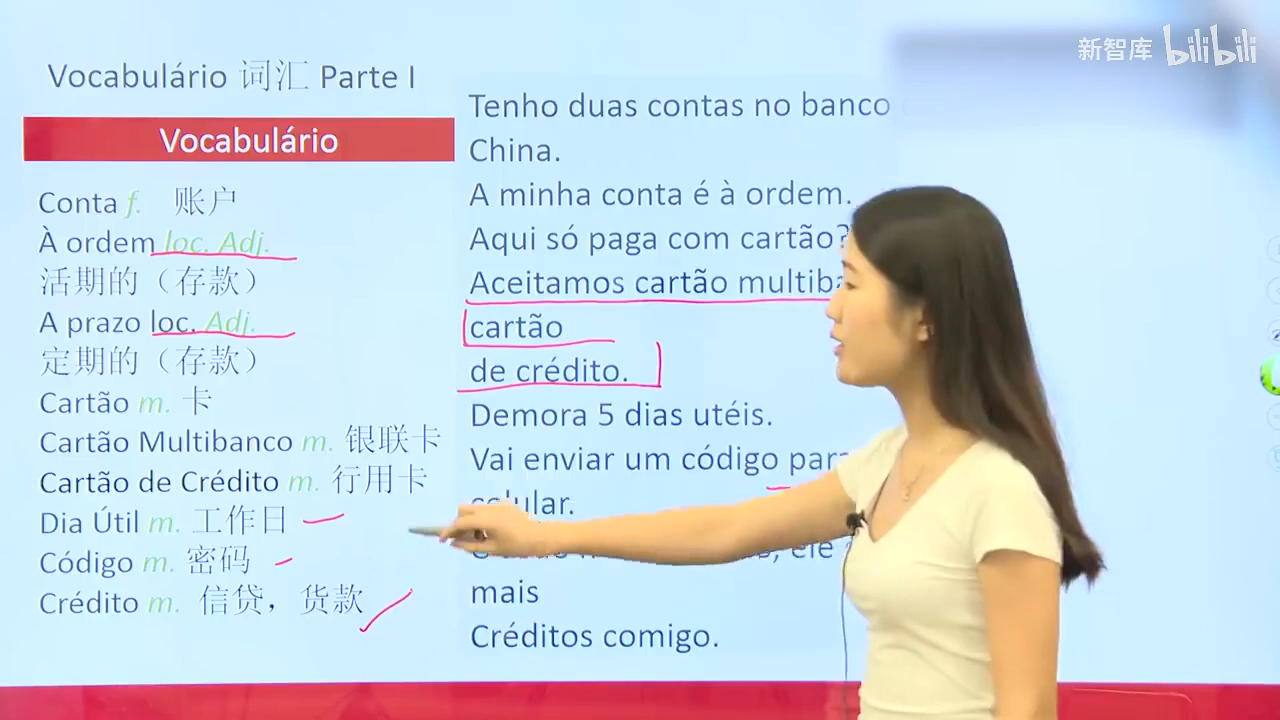 新智库 bilibili
Vocabulário 词汇 Parte I
Vocabulário
Conta f. 账户
À ordem loc. Adj.
活期的（存款）
A prazo loc. Adj.
定期的（存款）
Cartão m. 卡
Cartão Multibanco m. 银联卡
Cartão de Crédito m. 行用卡
Dia Útil m. 工作日
Código m. 密码
Crédito m. 信贷，货款
Tenho duas contas no banco
China.
A minha conta é à ordem.
Aqui só paga com cartão?
Aceitamos cartão
cartão
de crédito.
Demora 5 dias utéis.
Vai enviar um código
celular.
ele
mais
Créditos comigo.